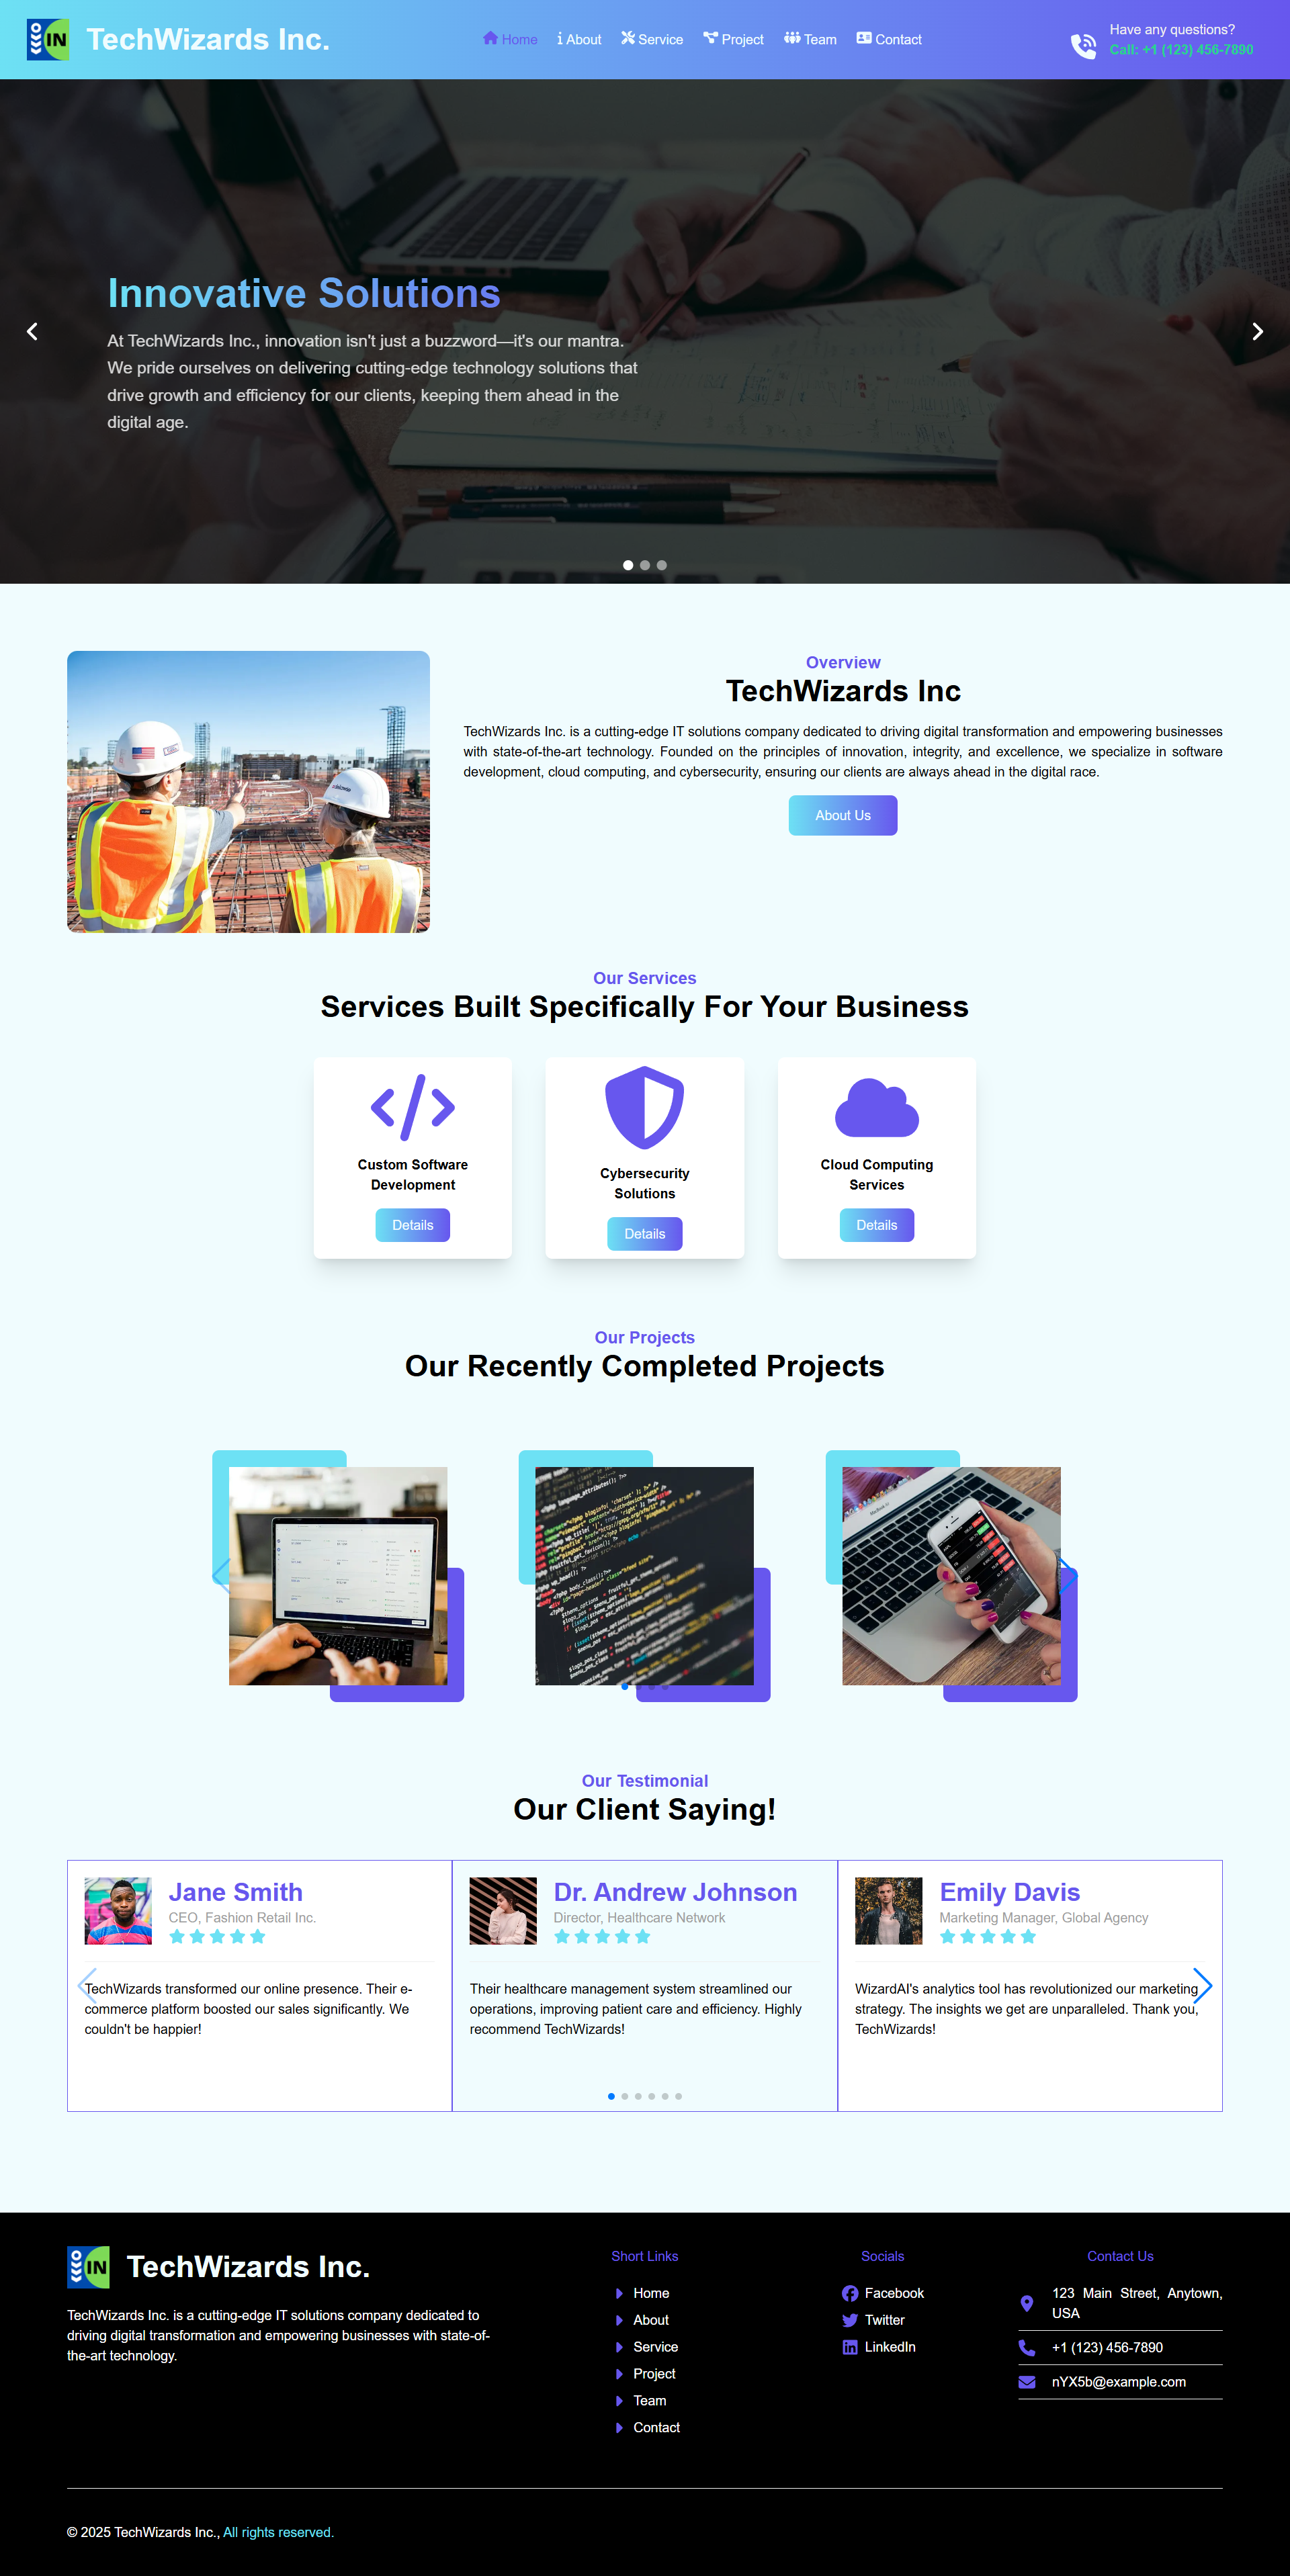 IN TechWizards Inc.
Home About Service Project Team Contact
Have any questions?
Call: +1 (123) 456-7890
Innovative Solutions
At TechWizards Inc., innovation isn't just a buzzword—it's our mantra.
We pride ourselves on delivering cutting-edge technology solutions that
drive growth and efficiency for our clients, keeping them ahead in the
digital age.
Overview
TechWizards Inc
TechWizards Inc. is a cutting-edge IT solutions company dedicated to driving digital transformation and empowering businesses
with state-of-the-art technology. Founded on the principles of innovation, integrity, and excellence, we specialize in software
development, cloud computing, and cybersecurity, ensuring our clients are always ahead in the digital race.
About Us
Our Services
Services Built Specifically For Your Business
Custom Software
Development
Details
Cybersecurity
Solutions
Details
Cloud Computing
Services
Details
Our Projects
Our Recently Completed Projects
Our Testimonial
Our Client Saying!
Jane Smith
CEO, Fashion Retail Inc.
TechWizards transformed our online presence. Their e-
commerce platform boosted our sales significantly. We
couldn't be happier!
Dr. Andrew Johnson
Director, Healthcare Network
Their healthcare management system streamlined our
operations, improving patient care and efficiency. Highly
recommend TechWizards!
Emily Davis
Marketing Manager, Global Agency
WizardAI's analytics tool has revolutionized our marketing
strategy. The insights we get are unparalleled. Thank you,
TechWizards!
IN TechWizards Inc.
TechWizards Inc. is a cutting-edge IT solutions company dedicated to
driving digital transformation and empowering businesses with state-of-
the-art technology.
Short Links
Home
About
Service
Project
Team
Contact
Socials
Facebook
Twitter
LinkedIn
Contact Us
123 Main Street, Anytown,
USA
+1 (123) 456-7890
nYX5b@example.com
© 2025 TechWizards Inc., All rights reserved.